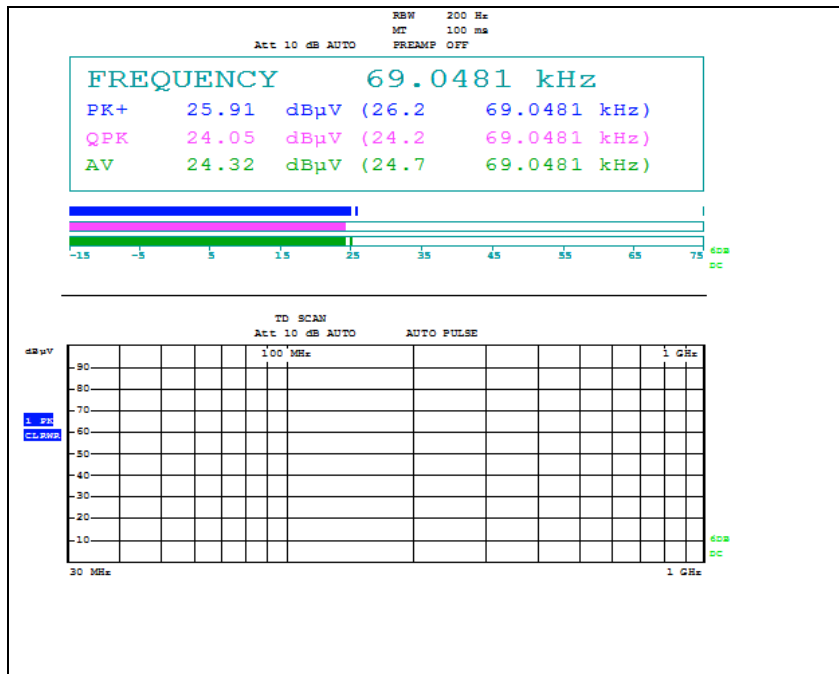 RBW 200 Hz
MT 100 ms
Att 10 dB AUTO PREAMP OFF
FREQUENCY 69.0481 kHz
PK+ 25.91 dBµV (26.2 69.0481 kHz)
QPK 24.05 dBµV (24.2 69.0481 kHz)
AV 24.32 dBµV (24.7 69.0481 kHz)
-15 -5 5 15 25 35 45 55 65 75
6DB
DC
TD SCAN
Att 10 dB AUTO AUTO PULSE
dBµV
100 MHz 1 GHz
90
80
70
1 PK
CLRWR
60
50
40
30
20
10
6DB
DC
30 MHz 1 GHz